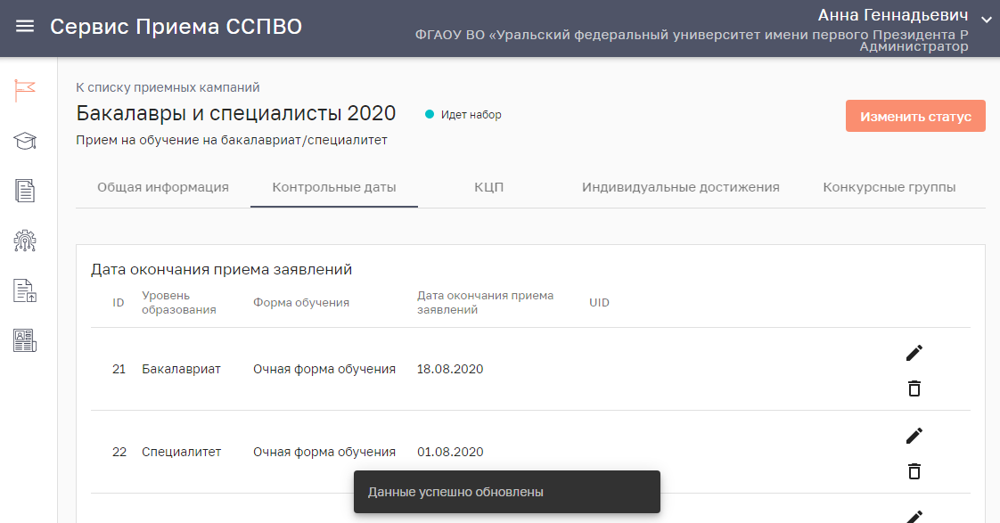 Сервис Приема ССПВО
Анна Геннадьевич
ФГАОУ ВО «Уральский федеральный университет имени первого Президента Р
Администратор
К списку приемных кампаний
Бакалавры и специалисты 2020
Идет набор
Изменить статус
Прием на обучение на бакалавриат/специалитет
Общая информация
Контрольные даты
КЦП
Индивидуальные достижения
Конкурсные группы
Дата окончания приема заявлений
ID
Уровень
образования
Форма обучения
Дата окончания приема
заявлений
UID
21 Бакалавриат Очная форма обучения 18.08.2020
22 Специалитет Очная форма обучения 01.08.2020
Данные успешно обновлены